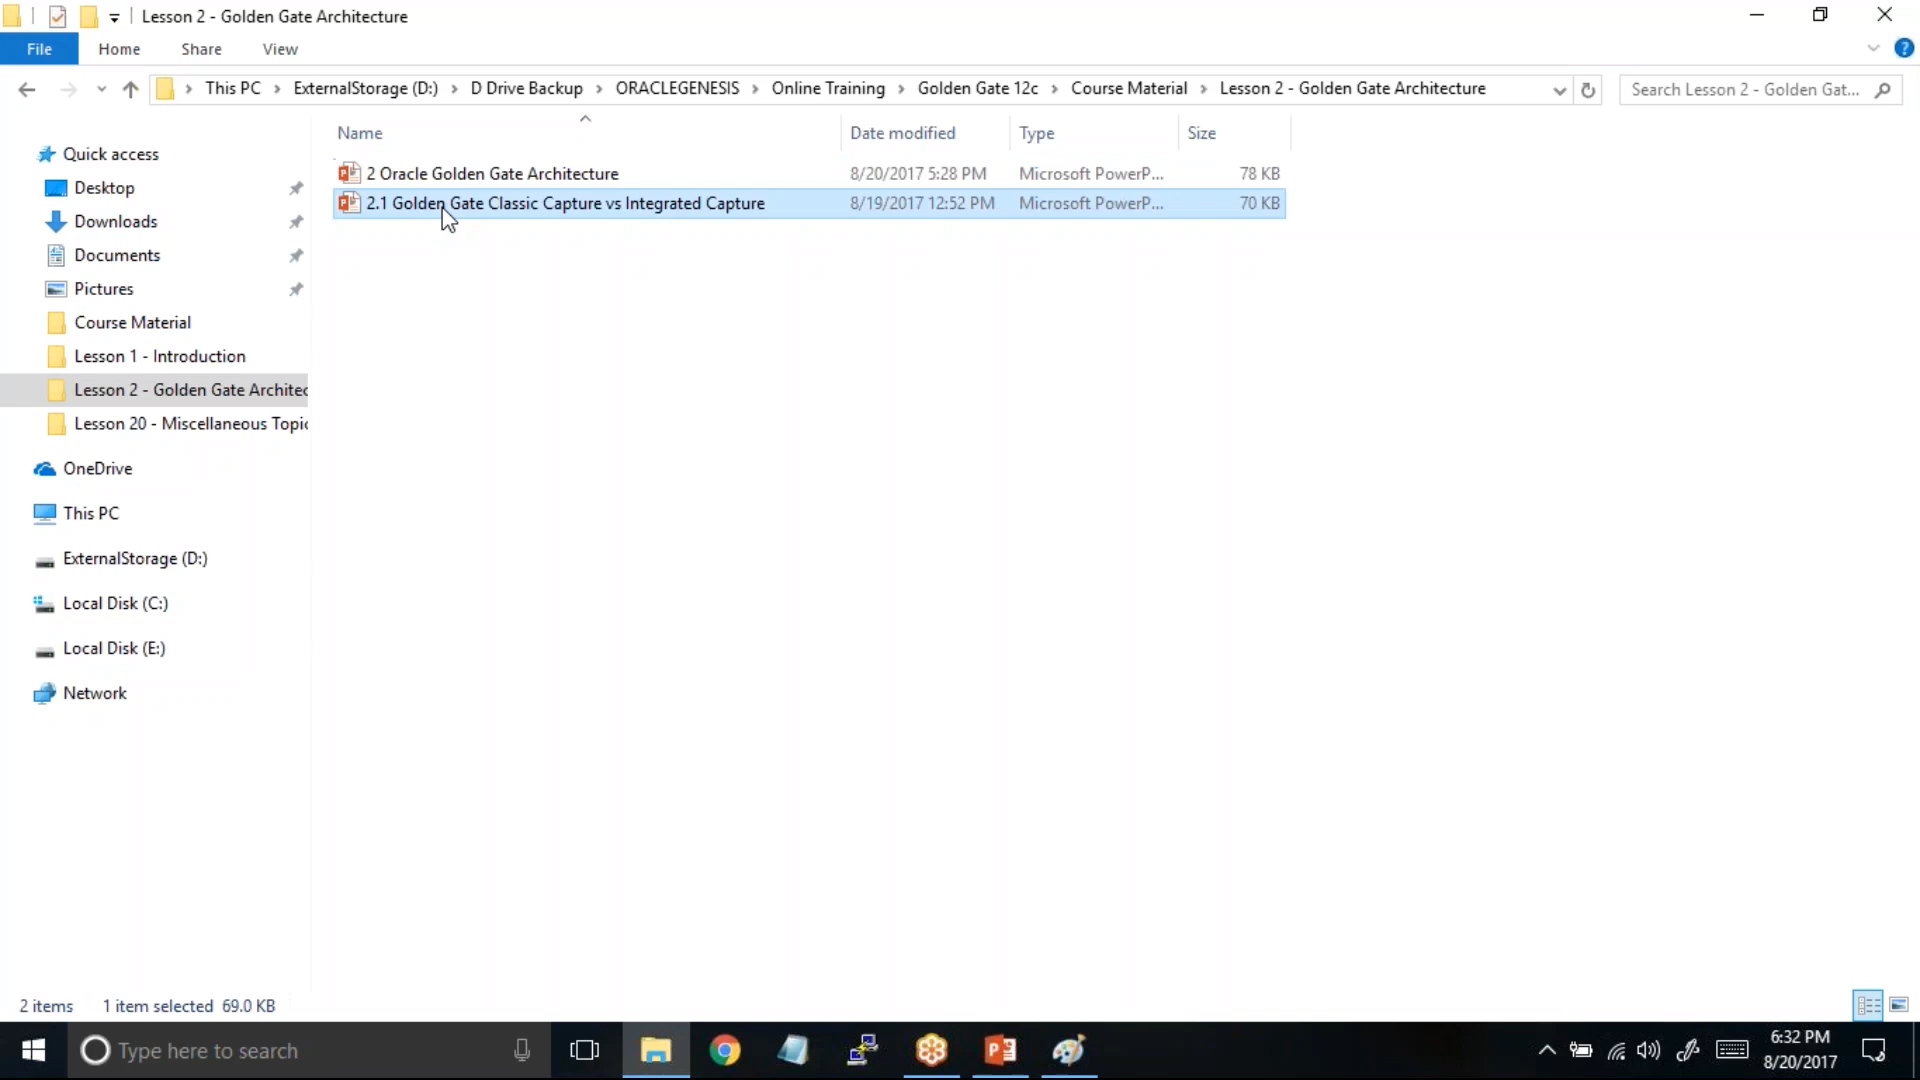 Lesson 2 - Golden Gate Architecture
File Home Share View
This PC ExternalStorage (D:) D Drive Backup ORACLEGENESIS Online Training Golden Gate 12c Course Material Lesson 2 - Golden Gate Architecture
Search Lesson 2 - Golden Gat...
Name Date modified Type Size
2 Oracle Golden Gate Architecture 8/20/2017 5:28 PM Microsoft PowerP... 78 KB
2.1 Golden Gate Classic Capture vs Integrated Capture 8/19/2017 12:52 PM Microsoft PowerP... 70 KB
Quick access
Desktop
Downloads
Documents
Pictures
Course Material
Lesson 1 - Introduction
Lesson 2 - Golden Gate Architec
Lesson 20 - Miscellaneous Topic
OneDrive
This PC
ExternalStorage (D:)
Local Disk (C:)
Local Disk (E:)
Network
2 items 1 item selected 69.0 KB
Type here to search
6:32 PM
8/20/2017